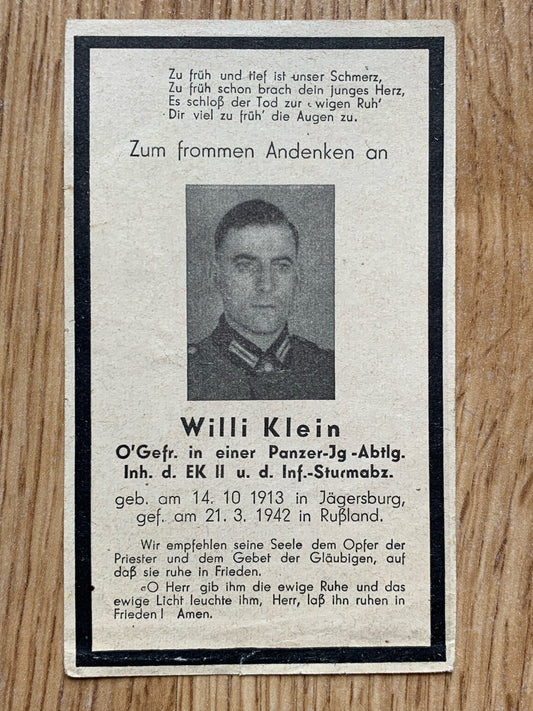 Zu früh und tief ist unser Schmerz,
Zu früh schon brach dein junges Herz,
Es schloß der Tod zur ewigen Ruh'
Dir viel zu früh' die Augen zu.
Zum frommen Andenken an
Willi Klein
O'Gefr. in einer Panzer-Jg-Abtlg.
Inh. d. EK II u. d. Inf.-Sturmabz.
geb. am 14. 10 1913 in Jägersburg,
gef. am 21. 3. 1942 in Rußland.
Wir empfehlen seine Seele dem Opfer der
Priester und dem Gebet der Gläubigen, auf
daß sie ruhe in Frieden.
O Herr gib ihm die ewige Ruhe und das
ewige Licht leuchte ihm, Herr, laß ihn ruhen in
Frieden! Amen.